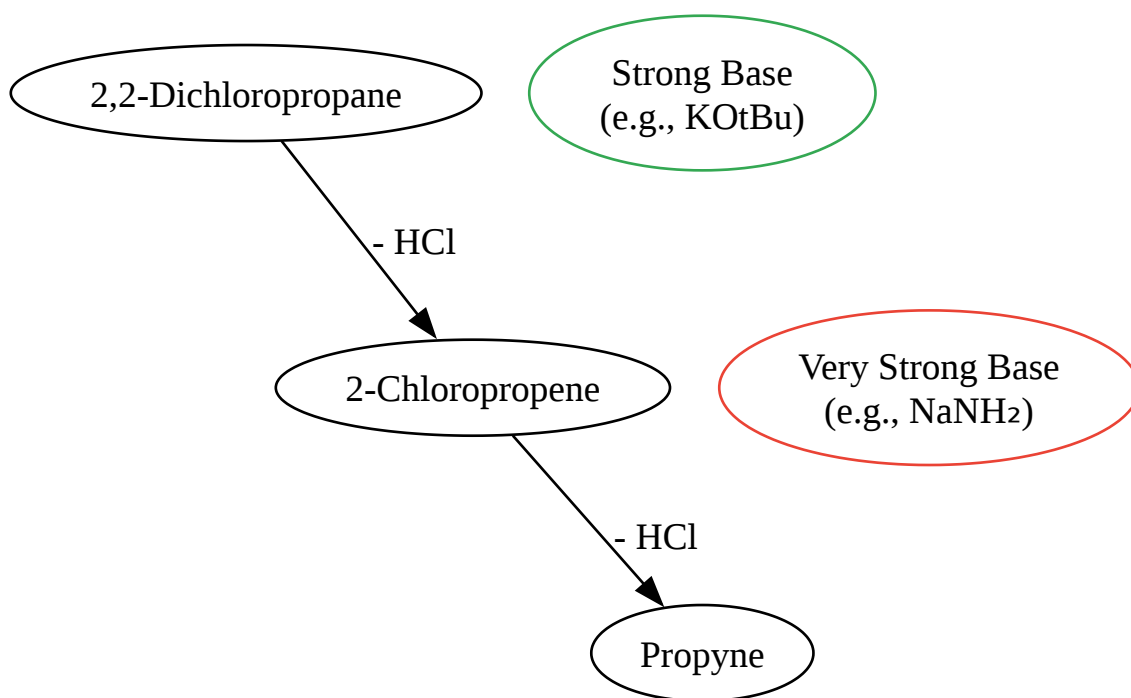 2,2-Dichloropropane
Strong Base
(e.g., KOtBu)
- HCl
2-Chloropropene
Very Strong Base
(e.g., NaNH₂)
- HCl
Propyne